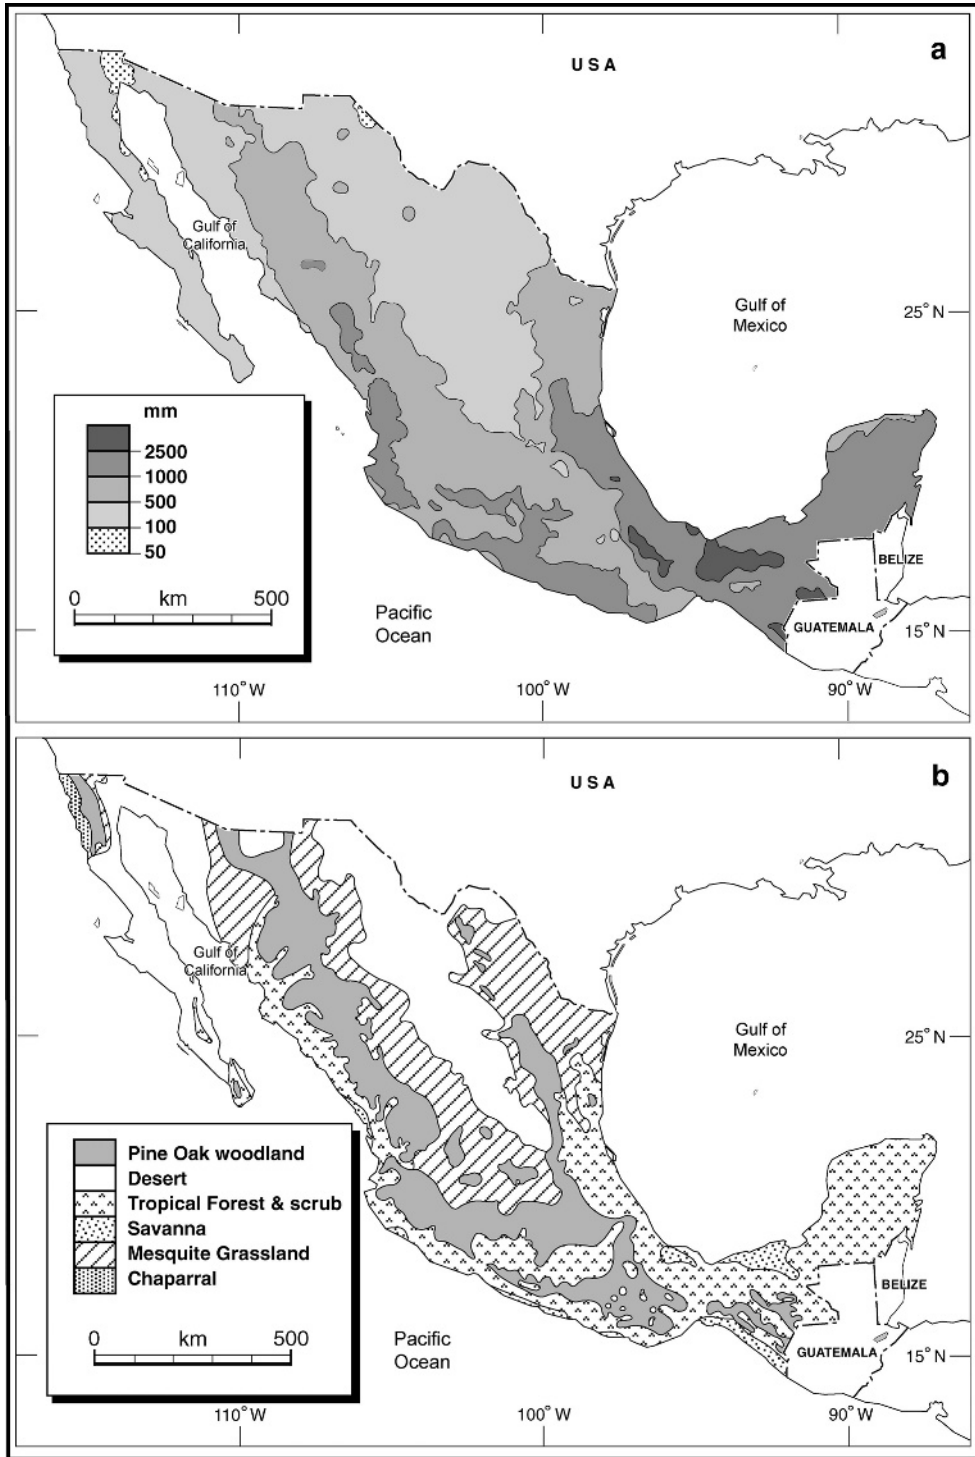 a
USA
Gulf of
California
Gulf of
Mexico
25° N
mm
2500
1000
500
100
50
0 km 500
Pacific
Ocean
BELIZE
GUATEMALA
15° N
110° W
100° W
90° W
b
USA
Gulf of
California
Gulf of
Mexico
25° N
Pine Oak woodland
Desert
Tropical Forest & scrub
Savanna
Mesquite Grassland
Chaparral
0 km 500
Pacific
Ocean
BELIZE
GUATEMALA
15° N
110° W
100° W
90° W